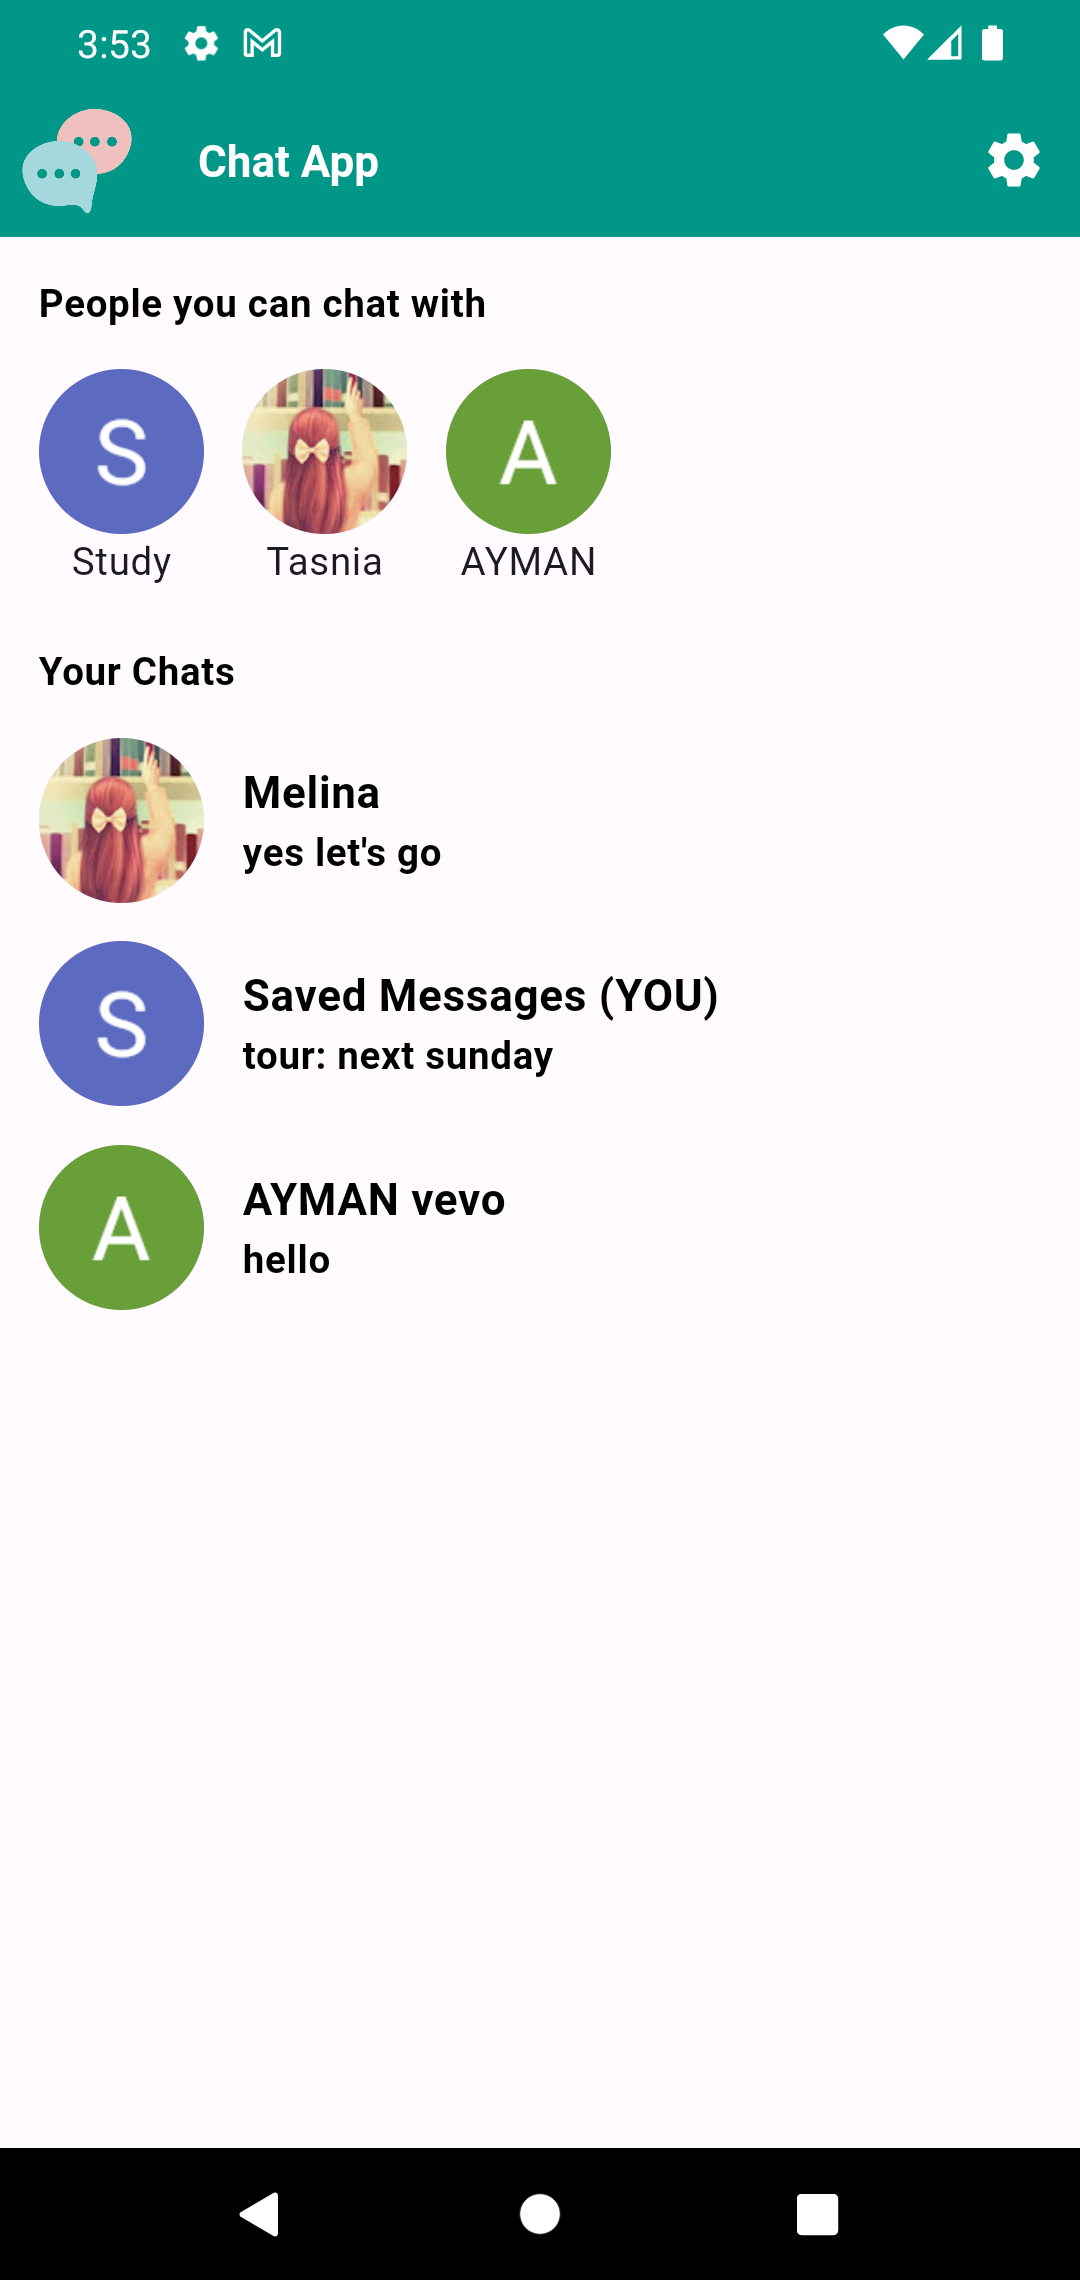 3:53
Chat App
People you can chat with
S
A
Study Tasnia AYMAN
Your Chats
Melina
yes let's go
S
Saved Messages (YOU)
tour: next sunday
A
AYMAN vevo
hello